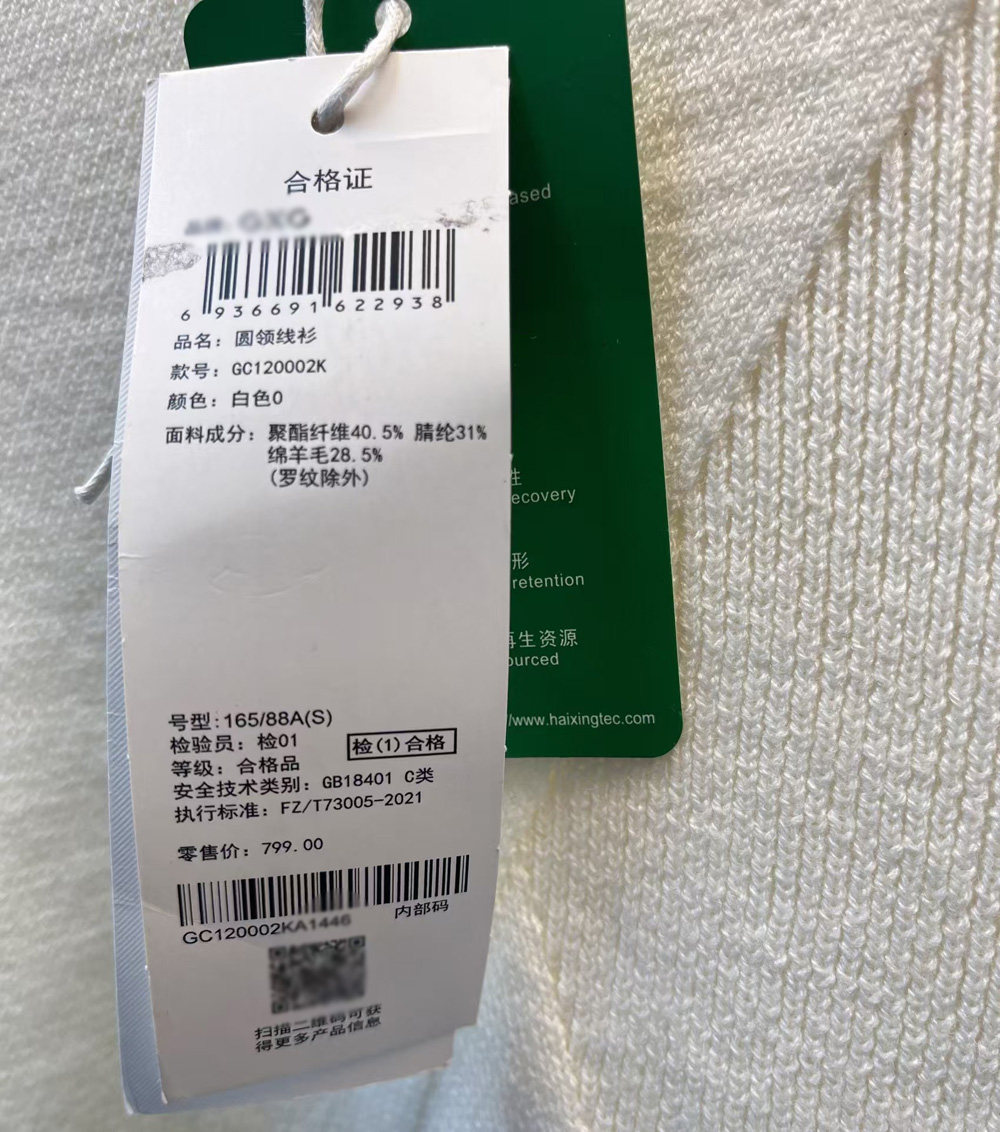 合格证
6 936691 622938
品名：圆领线衫
款号：GC120002K
颜色：白色0
面料成分：聚酯纤维40.5% 腈纶31%
绵羊毛28.5%
(罗纹除外)
号型:165/88A(S)
检验员：检01
检(1)合格
等级：合格品
安全技术类别：GB18401 C类
执行标准：FZ/T73005-2021
零售价：799.00
内部码
GC120002KA1446
扫描二维码可获
得更多产品信息
ased
性
ecovery
形
retention
再生资源
ourced
/www.haixingtec.com